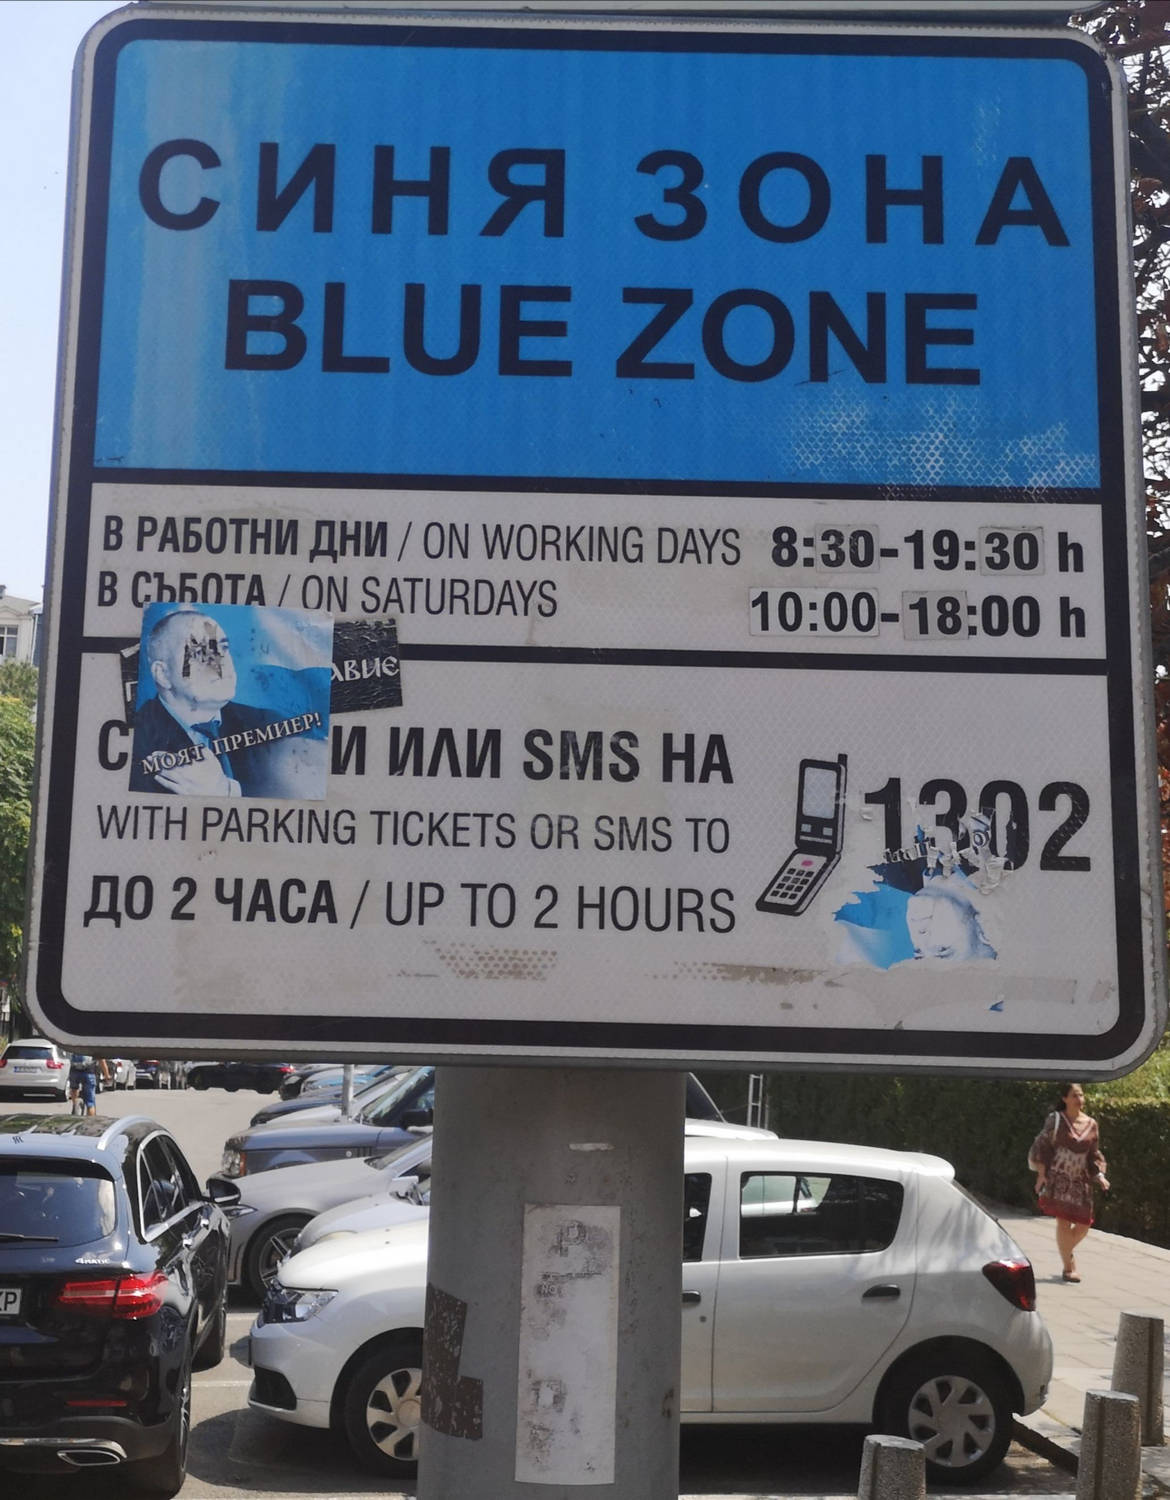 СИНЯ ЗОНА
BLUE ZONE
В РАБОТНИ ДНИ / ON WORKING DAYS 8:30-19:30 h
В СЪБОТА / ON SATURDAYS 10:00-18:00 h
МОЯТ ПРЕМИЕР!
И ИЛИ SMS НА
WITH PARKING TICKETS OR SMS TO
1302
ДО 2 ЧАСА / UP TO 2 HOURS
4MATIC